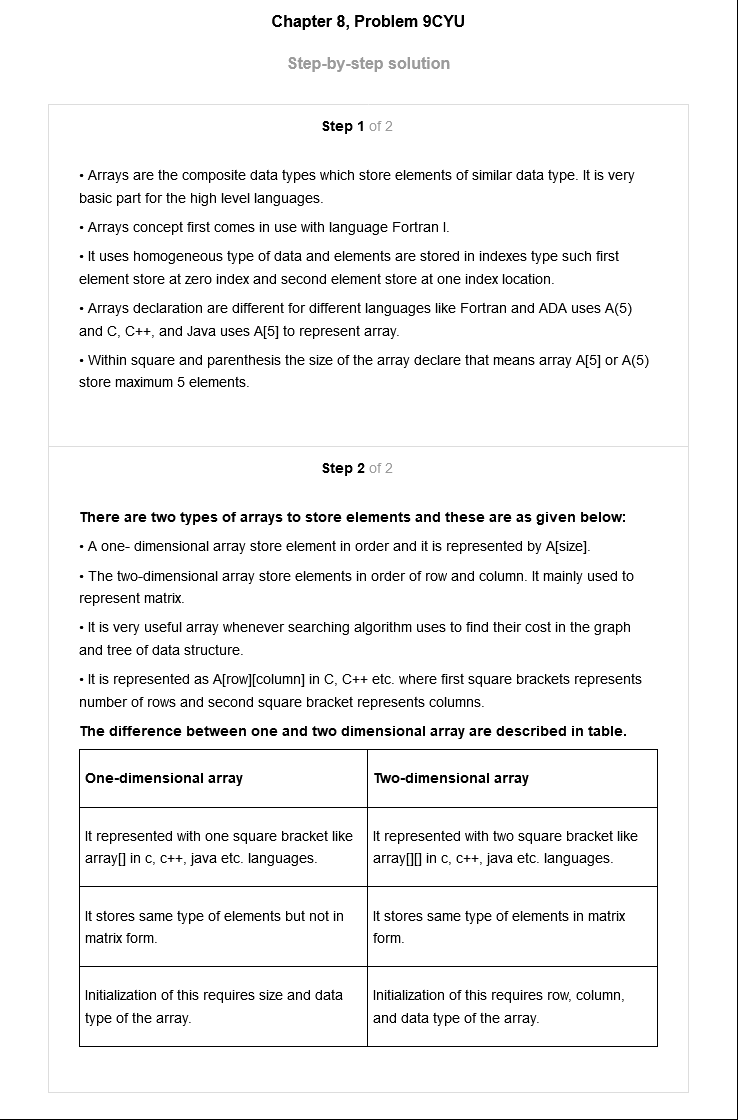 Chapter 8, Problem 9CYU
Step-by-step solution
Step 1 of 2
• Arrays are the composite data types which store elements of similar data type. It is very
basic part for the high level languages.
• Arrays concept first comes in use with language Fortran I.
• It uses homogeneous type of data and elements are stored in indexes type such first
element store at zero index and second element store at one index location.
• Arrays declaration are different for different languages like Fortran and ADA uses A(5)
and C, C++, and Java uses A[5] to represent array.
• Within square and parenthesis the size of the array declare that means array A[5] or A(5)
store maximum 5 elements.
Step 2 of 2
There are two types of arrays to store elements and these are as given below:
• A one- dimensional array store element in order and it is represented by A[size].
• The two-dimensional array store elements in order of row and column. It mainly used to
represent matrix.
• It is very useful array whenever searching algorithm uses to find their cost in the graph
and tree of data structure.
• It is represented as A[row][column] in C, C++ etc. where first square brackets represents
number of rows and second square bracket represents columns.
The difference between one and two dimensional array are described in table.
One-dimensional array
Two-dimensional array
It represented with one square bracket like
array[] in c, c++, java etc. languages.
It represented with two square bracket like
array[][] in c, c++, java etc. languages.
It stores same type of elements but not in
matrix form.
It stores same type of elements in matrix
form.
Initialization of this requires size and data
type of the array.
Initialization of this requires row, column,
and data type of the array.